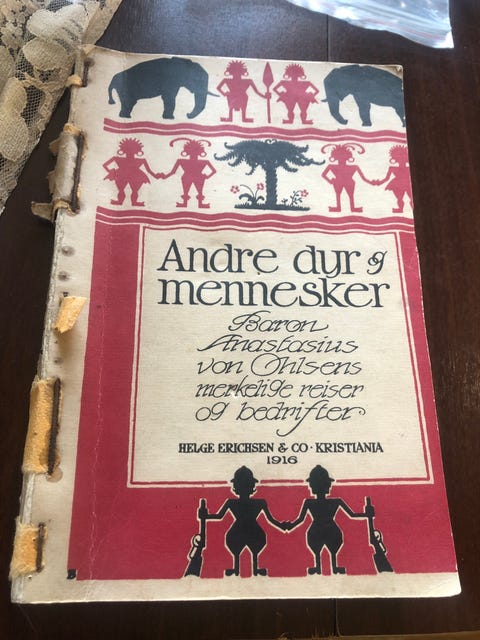 Andre dyr og
mennesker
Baron
Anastasius
von Ohlsens
merkelige reiser
og bedrifter
HELGE ERICHSEN & CO · KRISTIANIA
1916